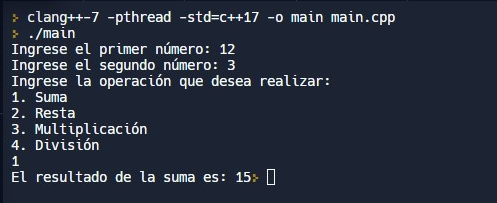 clang++-7 -pthread -std=c++17 -o main main.cpp
./main
Ingrese el primer número: 12
Ingrese el segundo número: 3
Ingrese la operación que desea realizar:
1. Suma
2. Resta
3. Multiplicación
4. División
1
El resultado de la suma es: 15